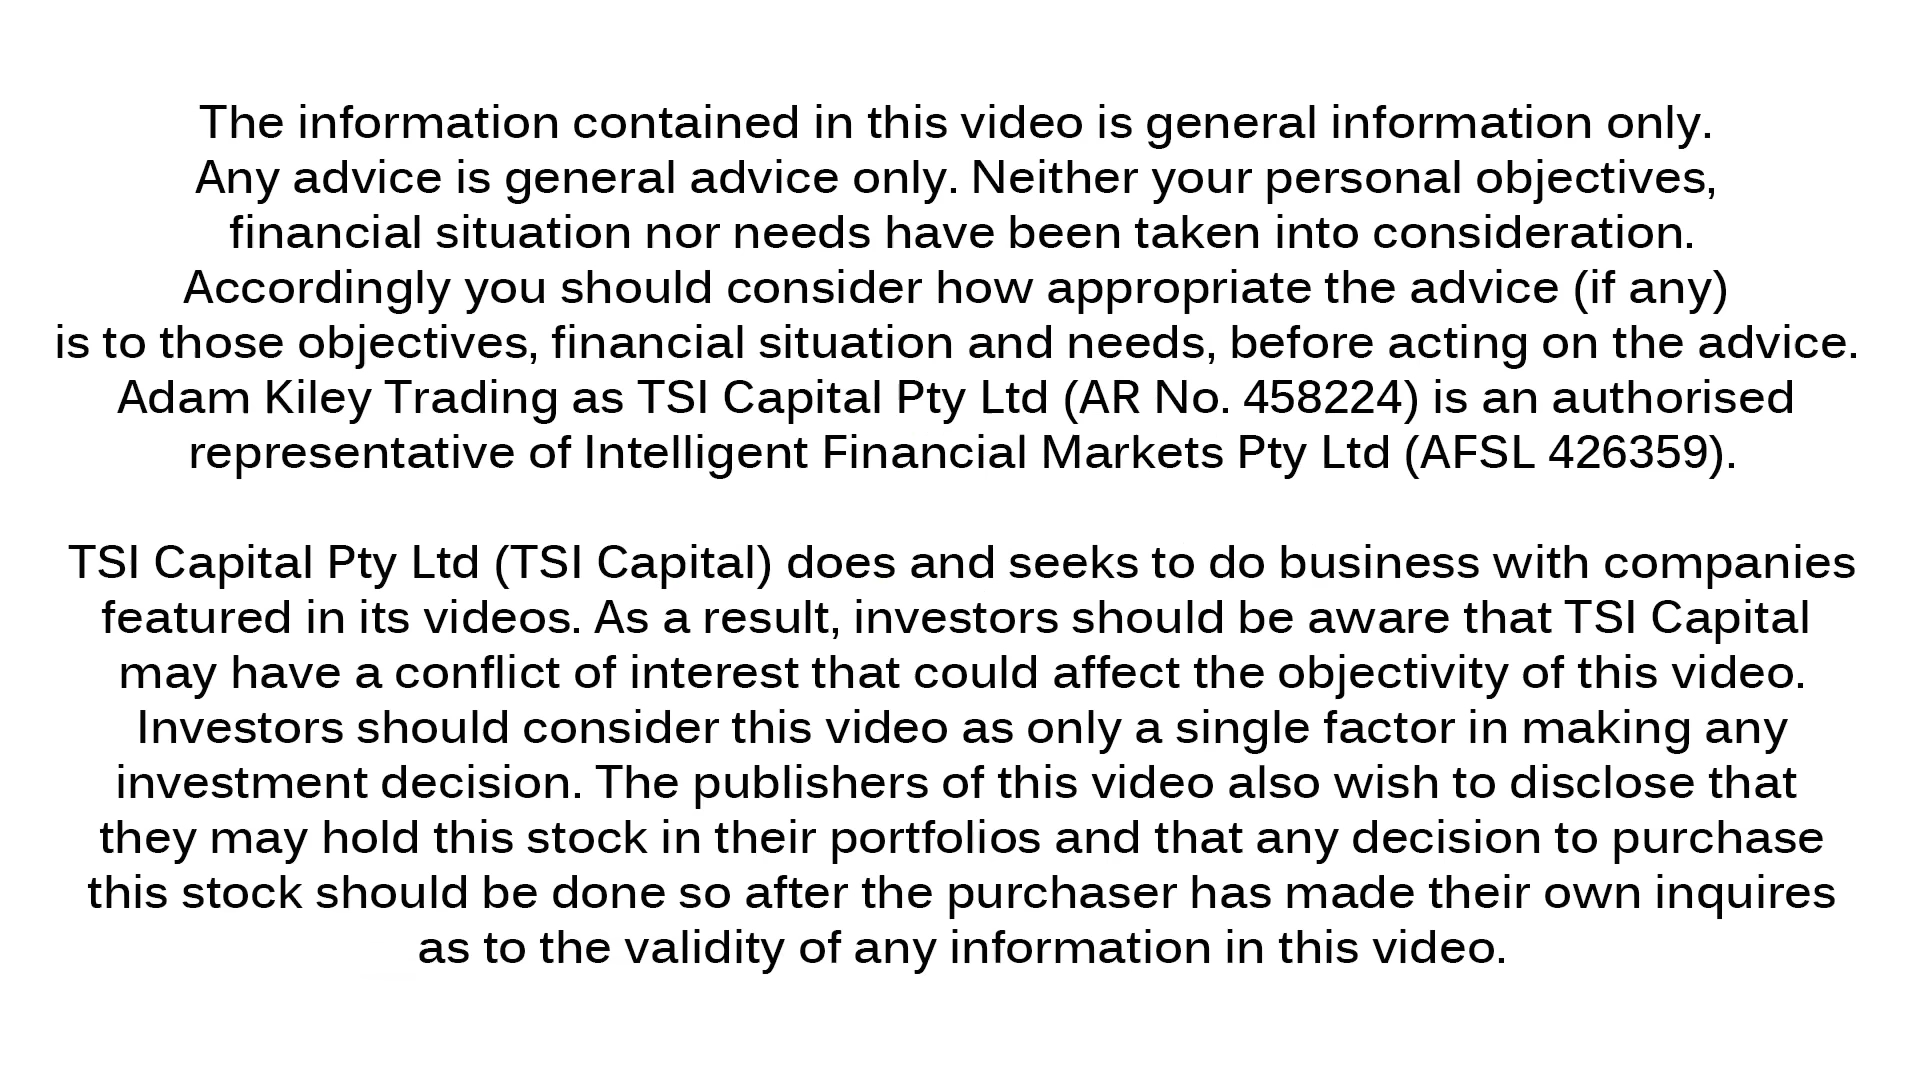 The information contained in this video is general information only.
Any advice is general advice only. Neither your personal objectives,
financial situation nor needs have been taken into consideration.
Accordingly you should consider how appropriate the advice (if any)
is to those objectives, financial situation and needs, before acting on the advice.
Adam Kiley Trading as TSI Capital Pty Ltd (AR No. 458224) is an authorised
representative of Intelligent Financial Markets Pty Ltd (AFSL 426359).
TSI Capital Pty Ltd (TSI Capital) does and seeks to do business with companies
featured in its videos. As a result, investors should be aware that TSI Capital
may have a conflict of interest that could affect the objectivity of this video.
Investors should consider this video as only a single factor in making any
investment decision. The publishers of this video also wish to disclose that
they may hold this stock in their portfolios and that any decision to purchase
this stock should be done so after the purchaser has made their own inquires
as to the validity of any information in this video.